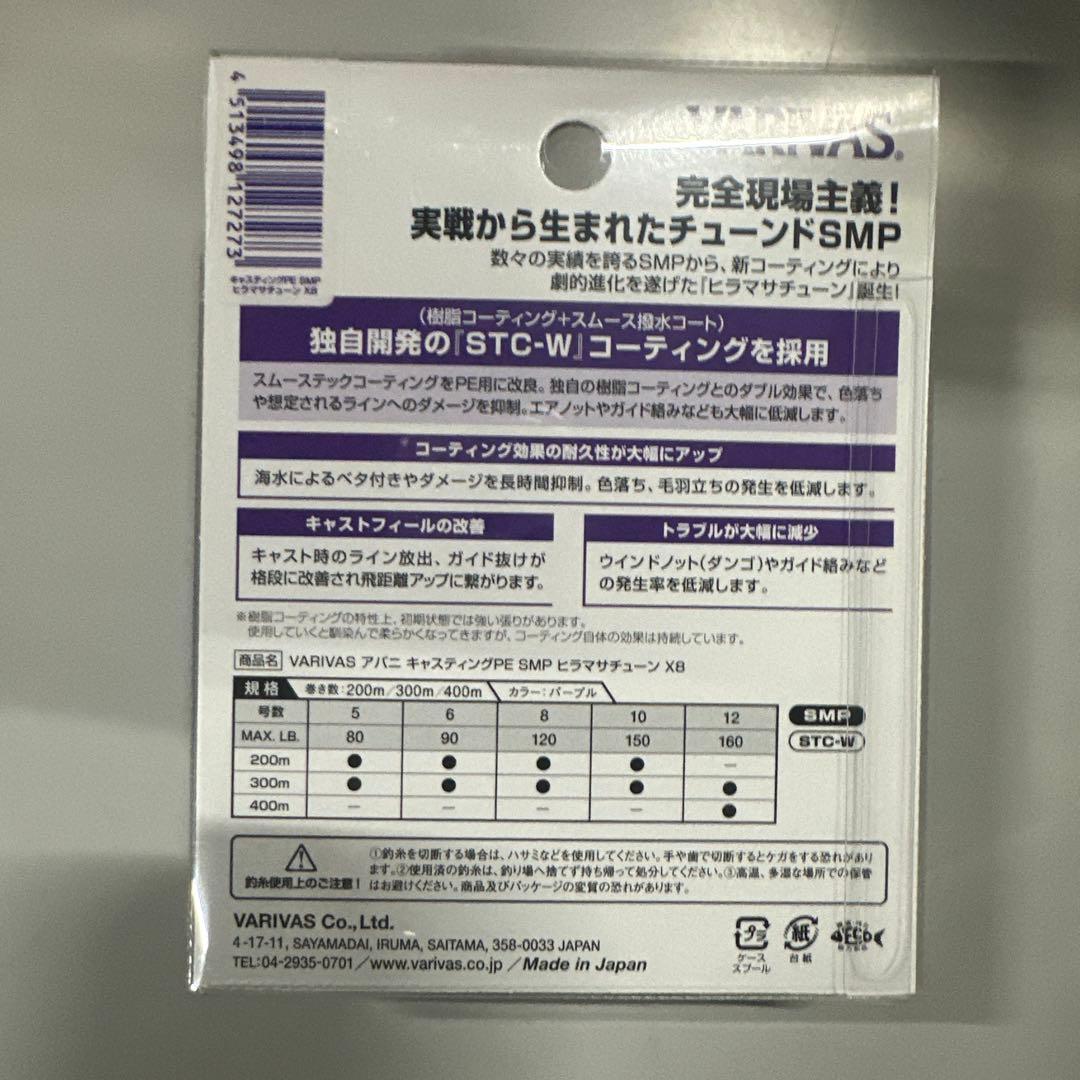 4513498127273
キャスティングPE SMP
ヒラマサチューン X8
VARIVAS®
完全現場主義！
実戦から生まれたチューンドSMP
数々の実績を誇るSMPから、新コーティングにより
劇的進化を遂げた『ヒラマサチューン』誕生！
（樹脂コーティング+スムース撥水コート）
独自開発の『STC-W』コーティングを採用
スムーステックコーティングをPE用に改良。独自の樹脂コーティングとのダブル効果で、色落ち
や想定されるラインへのダメージを抑制。エアノットやガイド絡みなども大幅に低減します。
コーティング効果の耐久性が大幅にアップ
海水によるベタ付きやダメージを長時間抑制。色落ち、毛羽立ちの発生を低減します。
キャストフィールの改善
キャスト時のライン放出、ガイド抜けが
格段に改善され飛距離アップに繋がります。
トラブルが大幅に減少
ウインドノット（ダンゴ）やガイド絡みなど
の発生率を低減します。
※樹脂コーティングの特性上、初期状態では強い張りがあります。
使用していくと馴染んで柔らかくなってきますが、コーティング自体の効果は持続しています。
商品名 VARIVAS アバニ キャスティングPE SMP ヒラマサチューン X8
規格 巻き数：200m／300m／400m カラー：パープル
号数 5 6 8 10 12
MAX. LB. 80 90 120 150 160
200m ● ● ● ● ―
300m ● ● ● ● ●
400m ― ― ― ― ●
SMP
STC-W
釣糸使用上のご注意！
①釣糸を切断する場合は、ハサミなどを使用してください。手や歯で切断するとケガをする恐れがあり
ます。②使用済の釣糸は、釣り場へ捨てず持ち帰って処分してください。③高温、多湿な場所での保管
はお避けください。商品及びパッケージの変質の恐れがあります。
VARIVAS Co.,Ltd.
4-17-11, SAYAMADAI, IRUMA, SAITAMA, 358-0033 JAPAN
TEL:04-2935-0701／www.varivas.co.jp／Made in Japan
プラ
ケース
スプール
紙
台紙
ECO